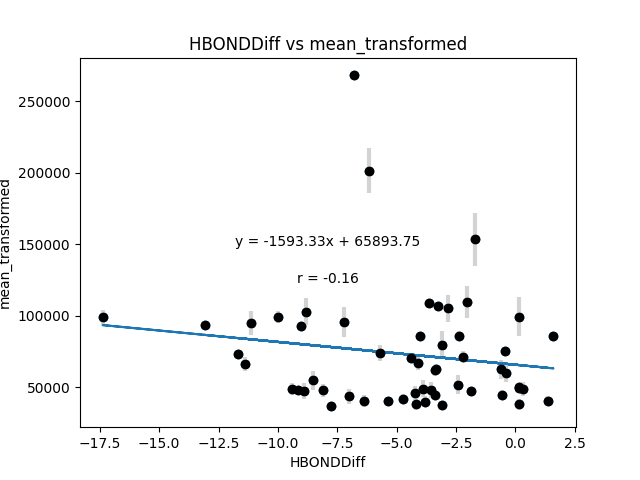 HBONDDiff vs mean_transformed
250000
200000
150000
100000
50000
mean_transformed
y = -1593.33x + 65893.75
r = -0.16
−17.5 −15.0 −12.5 −10.0 −7.5 −5.0 −2.5 0.0 2.5
HBONDDiff